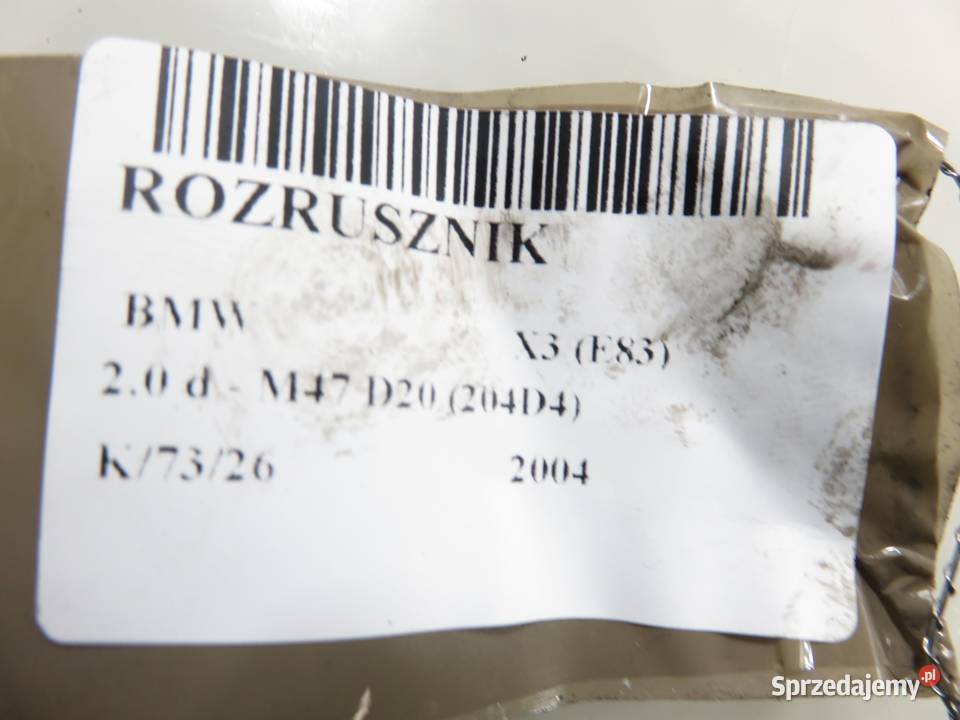 ROZRUSZNIK
BMW X3 (E83)
2.0 d - M47 D20 (204D4)
K/73/26 2004
Sprzedajemy.pl